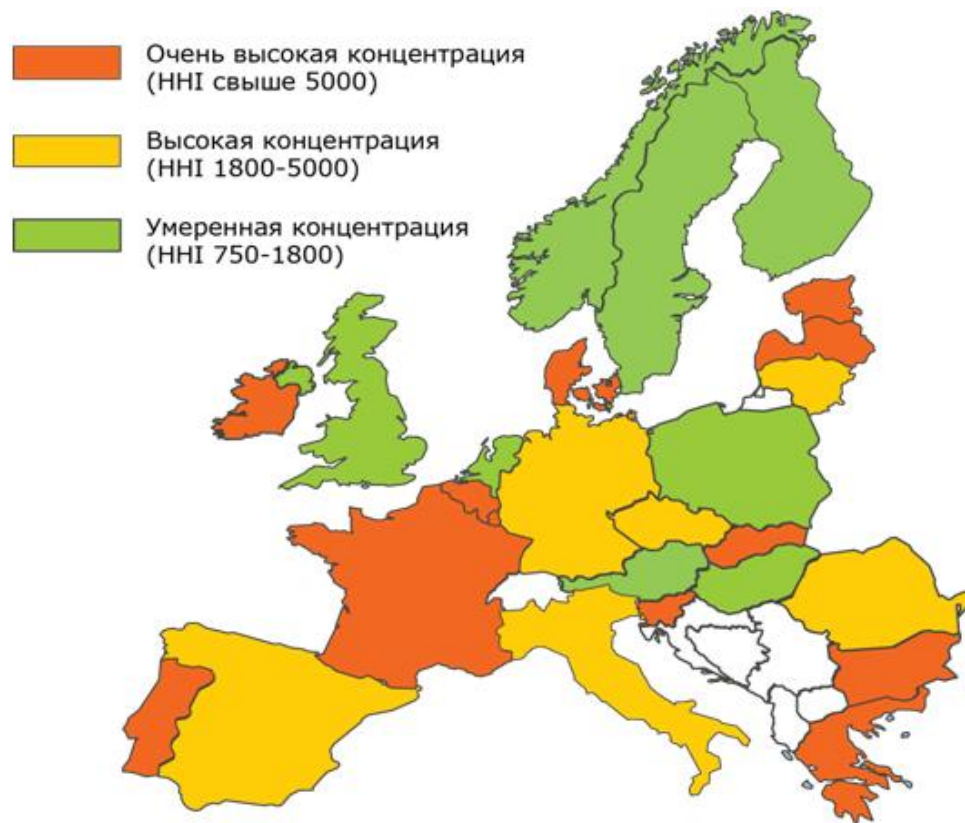 Очень высокая концентрация
(HHI свыше 5000)
Высокая концентрация
(HHI 1800-5000)
Умеренная концентрация
(HHI 750-1800)